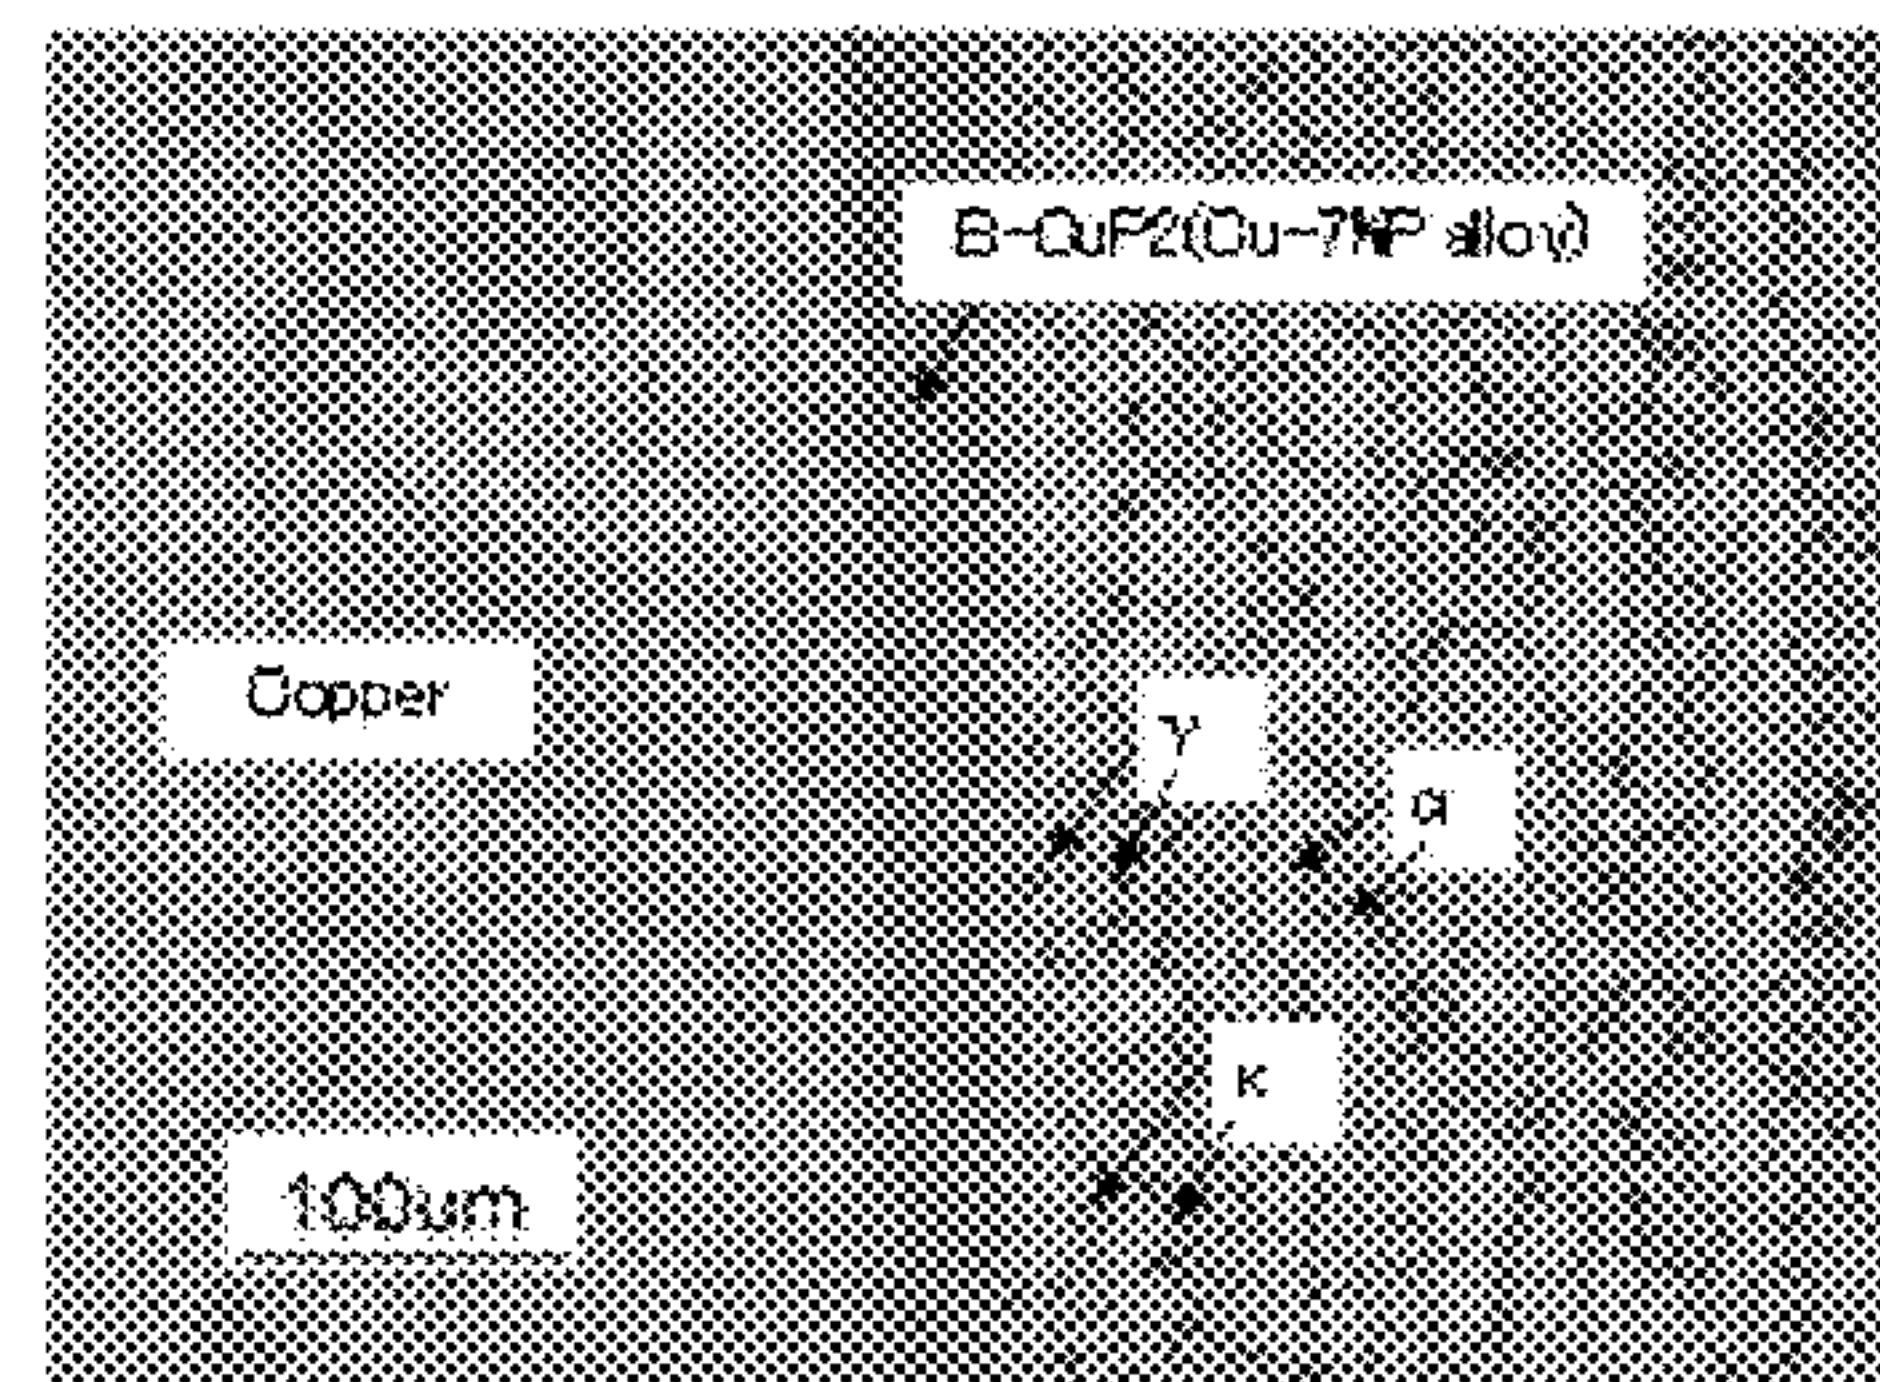 B-CuP2(Cu-7%P alloy)
Copper
γ
α
κ
100um